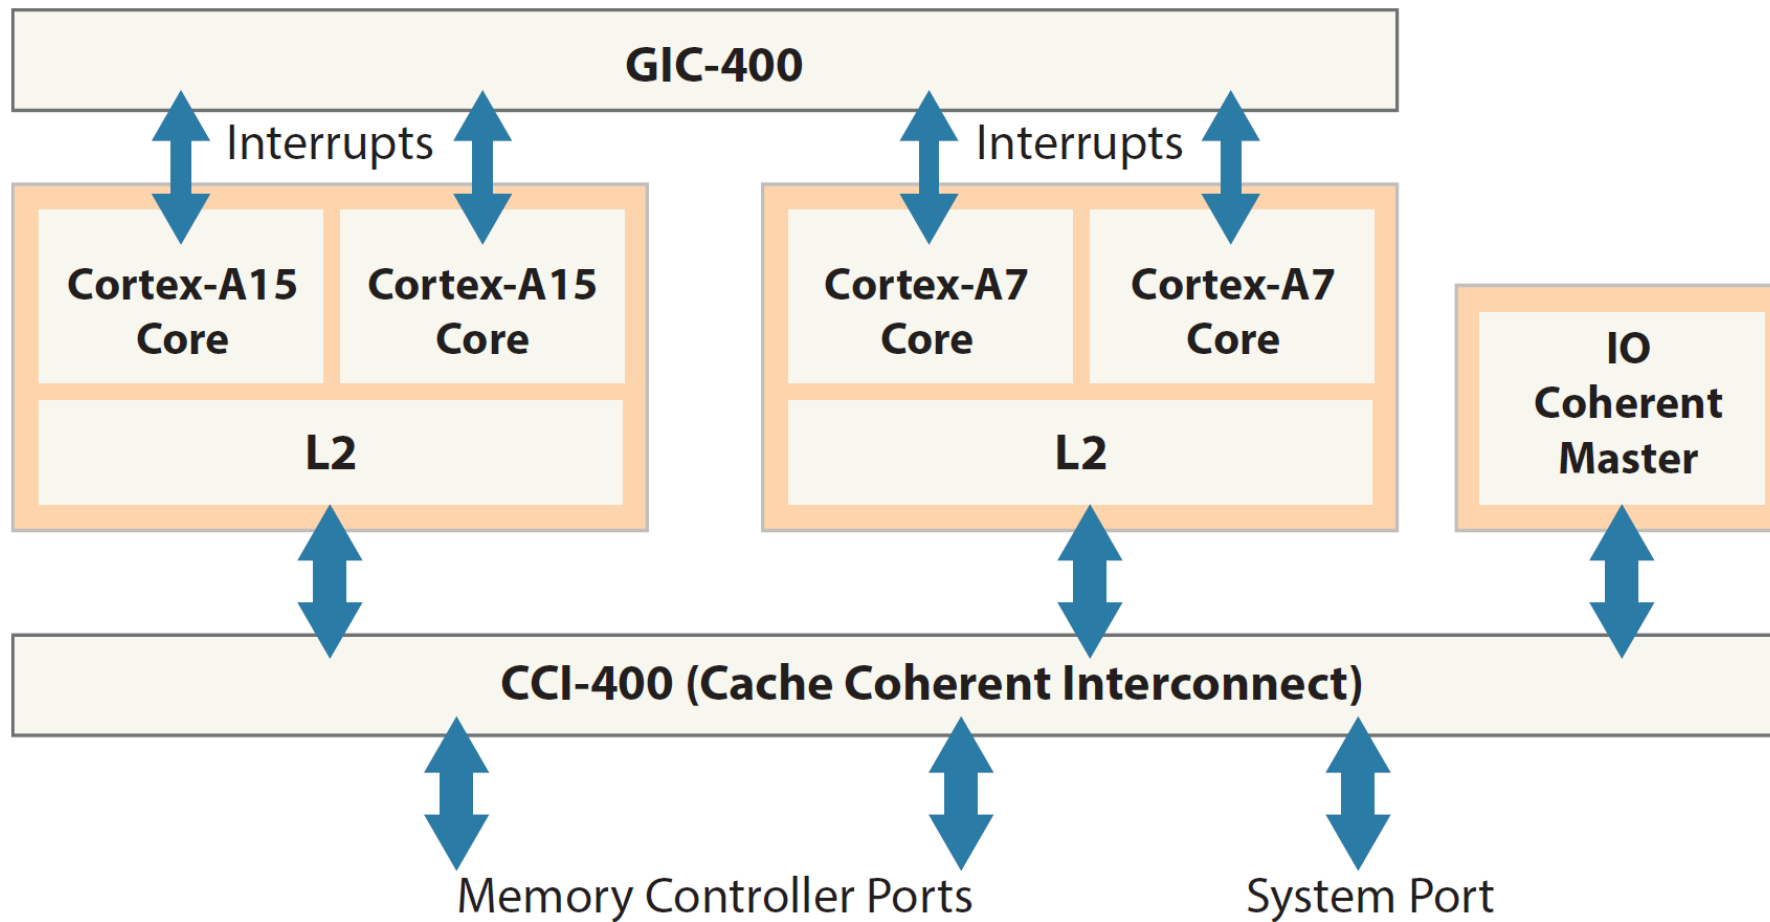 GIC-400
Interrupts
Interrupts
Cortex-A15
Core
Cortex-A15
Core
Cortex-A7
Core
Cortex-A7
Core
L2
L2
IO
Coherent
Master
CCI-400 (Cache Coherent Interconnect)
Memory Controller Ports
System Port